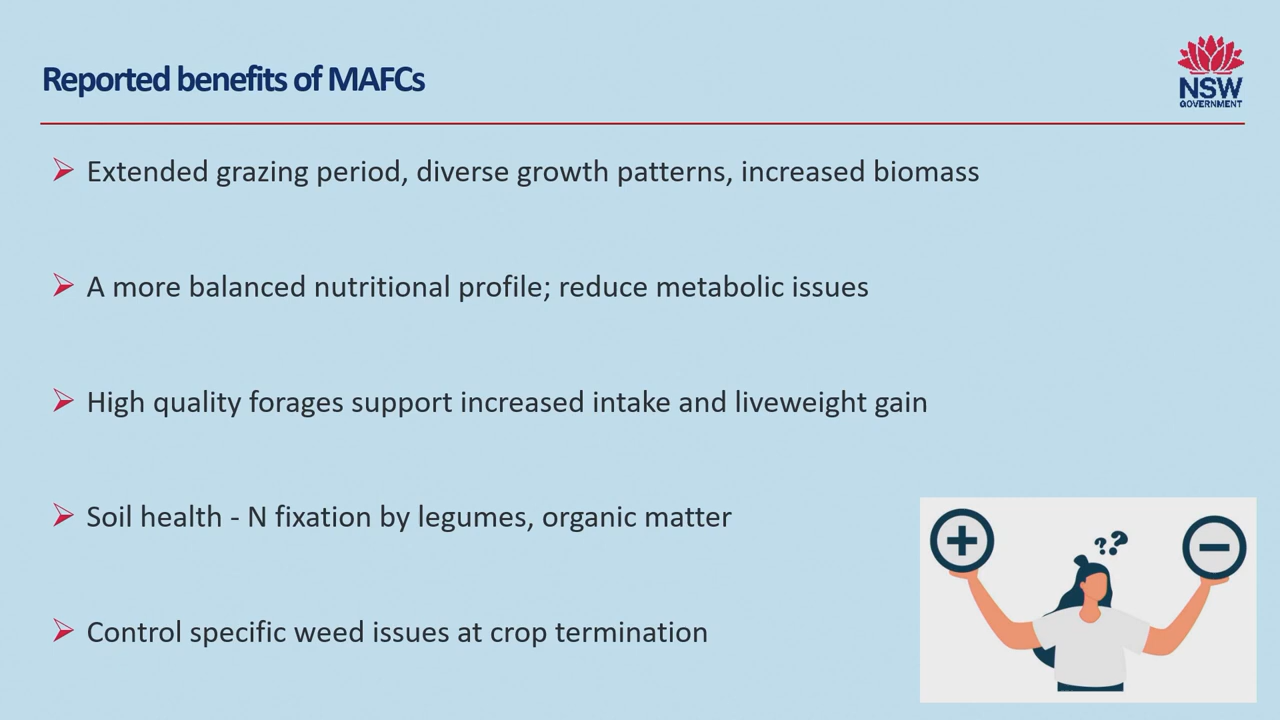 Reported benefits of MAFCs
NSW
GOVERNMENT
Extended grazing period, diverse growth patterns, increased biomass
A more balanced nutritional profile; reduce metabolic issues
High quality forages support increased intake and liveweight gain
Soil health - N fixation by legumes, organic matter
Control specific weed issues at crop termination
+
??
−